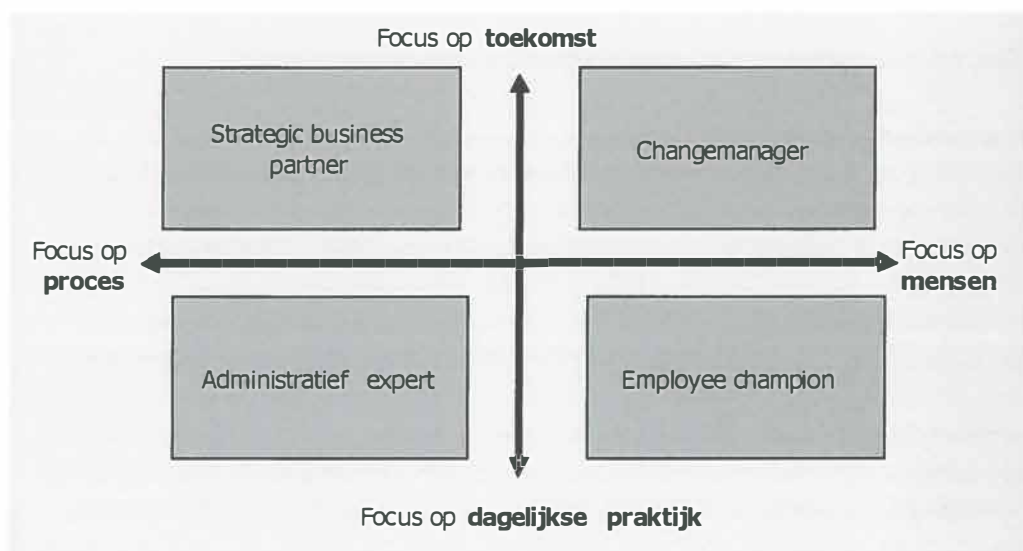 Focus op toekomst
Strategic business
partner
Changemanager
Focus op
proces
Focus op
mensen
Administratief expert
Employee champion
Focus op dagelijkse praktijk